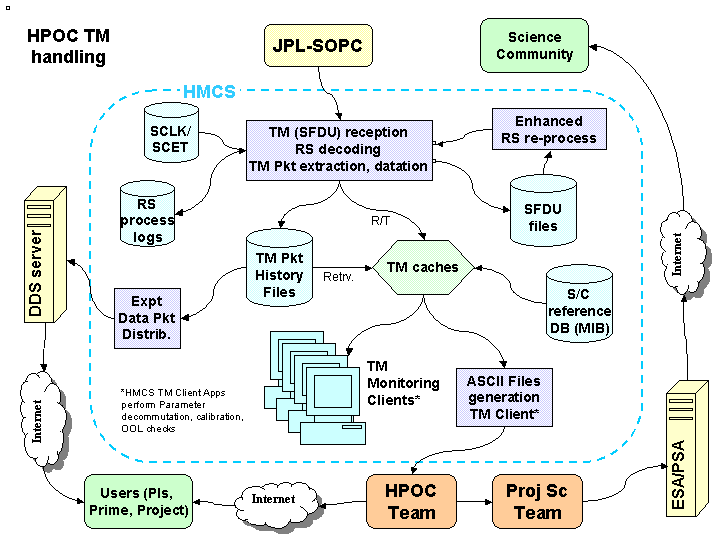 HPOC TM
handling
JPL-SOPC
Science
Community
HMCS
SCLK/
SCET
TM (SFDU) reception
RS decoding
TM Pkt extraction, datation
Enhanced
RS re-process
RS
process
logs
SFDU
files
R/T
DDS server
TM Pkt
History
Files
Retrv.
TM caches
Internet
Expt
Data Pkt
Distrib.
S/C
reference
DB (MIB)
TM
Monitoring
Clients*
ASCII Files
generation
TM Client*
*HMCS TM Client Apps
perform Parameter
decommutation, calibration,
OOL checks
Internet
ESA/PSA
Users (PIs,
Prime, Project)
Internet
HPOC
Team
Proj Sc
Team